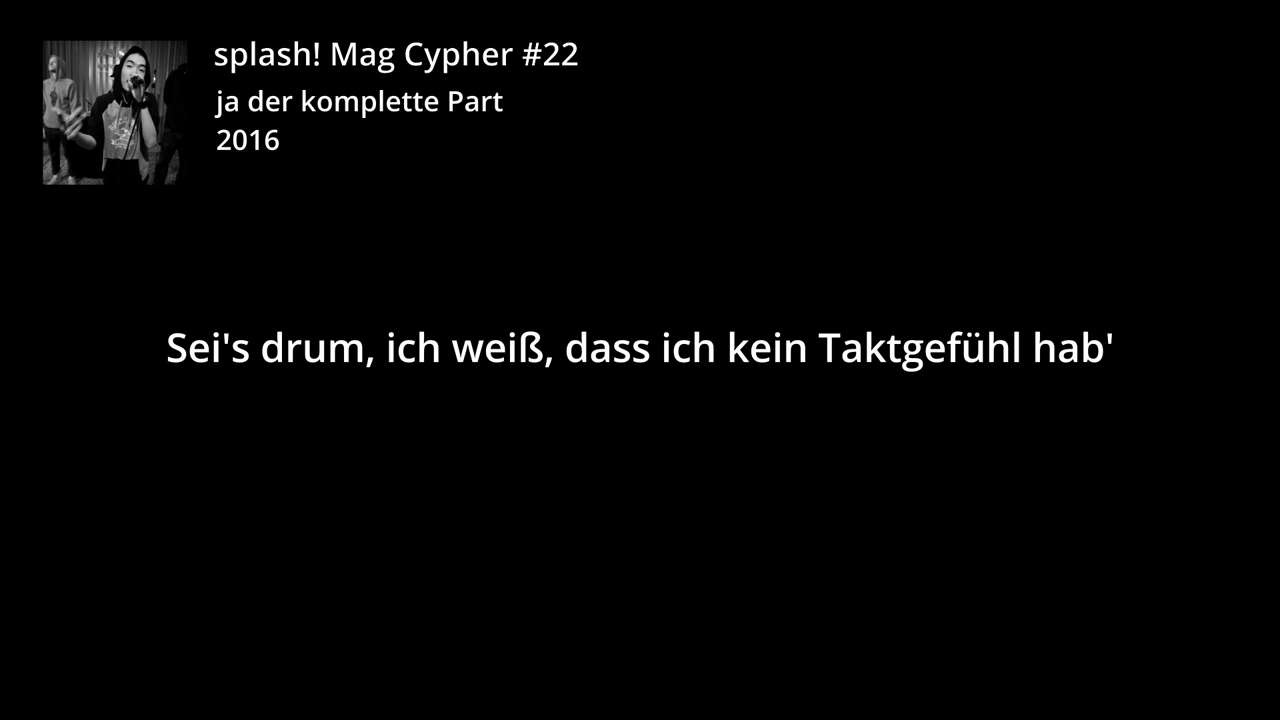 splash! Mag Cypher #22
ja der komplette Part
2016
Sei's drum, ich weiß, dass ich kein Taktgefühl hab'